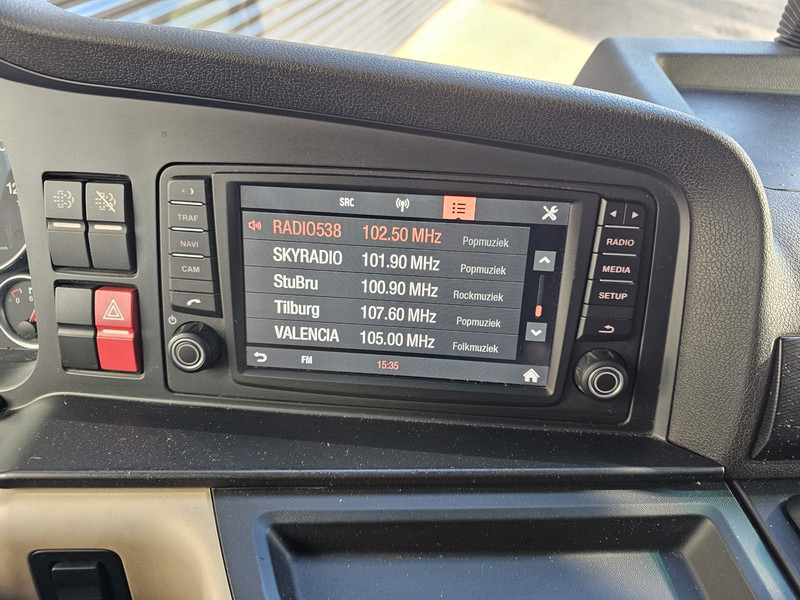 SRC
RADIO538 102.50 MHz Popmuziek
SKYRADIO 101.90 MHz Popmuziek
StuBru 100.90 MHz Rockmuziek
Tilburg 107.60 MHz Popmuziek
VALENCIA 105.00 MHz Folkmuziek
FM 15:35
TRAF
NAVI
CAM
RADIO
MEDIA
SETUP